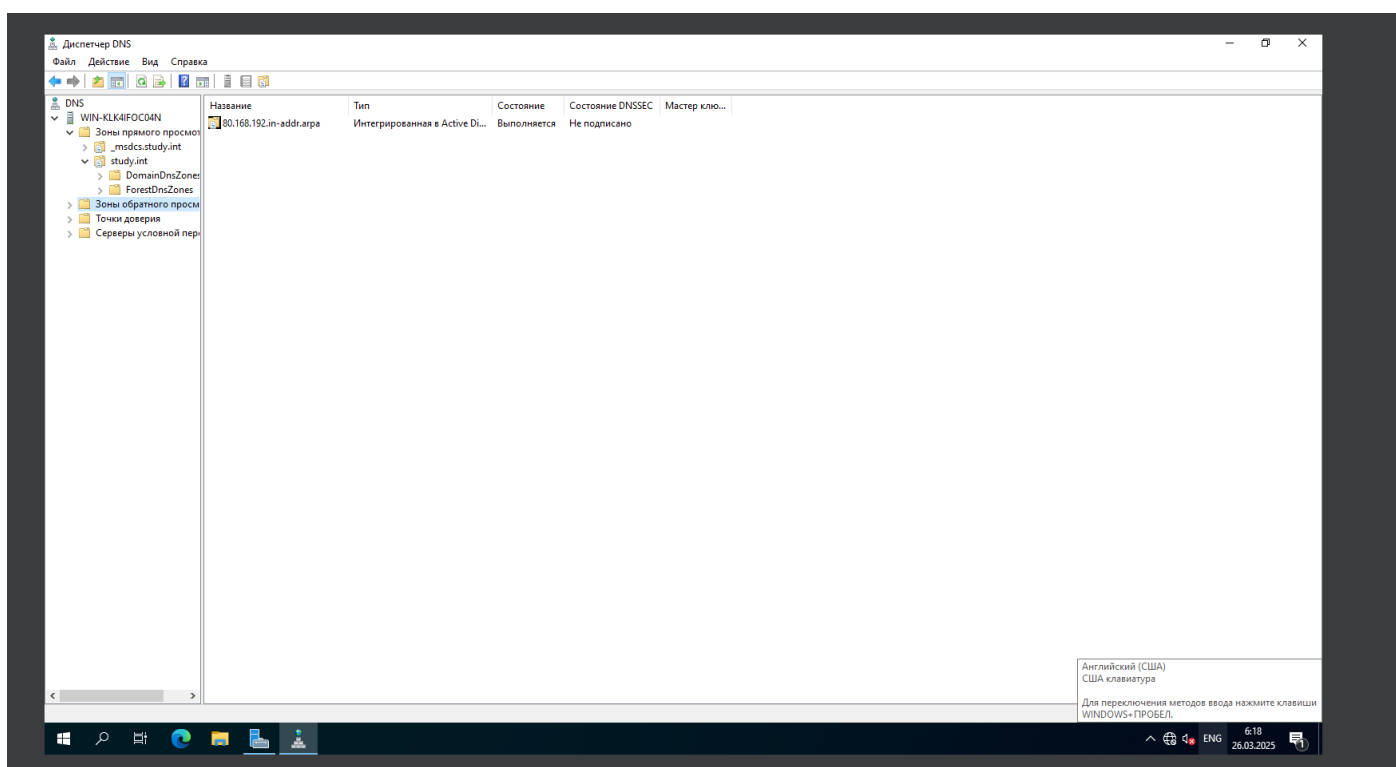 Диспетчер DNS
Файл Действие Вид Справка
DNS
WIN-KLK4IFOC04N
Зоны прямого просмот
_msdcs.study.int
study.int
DomainDnsZones
ForestDnsZones
Зоны обратного просм
Точки доверия
Серверы условной пер
Название Тип Состояние Состояние DNSSEC Мастер клю...
80.168.192.in-addr.arpa Интегрированная в Active Di... Выполняется Не подписано
Английский (США)
США клавиатура
Для переключения методов ввода нажмите клавиши
WINDOWS+ПРОБЕЛ.
ENG
6:18
26.03.2025
1